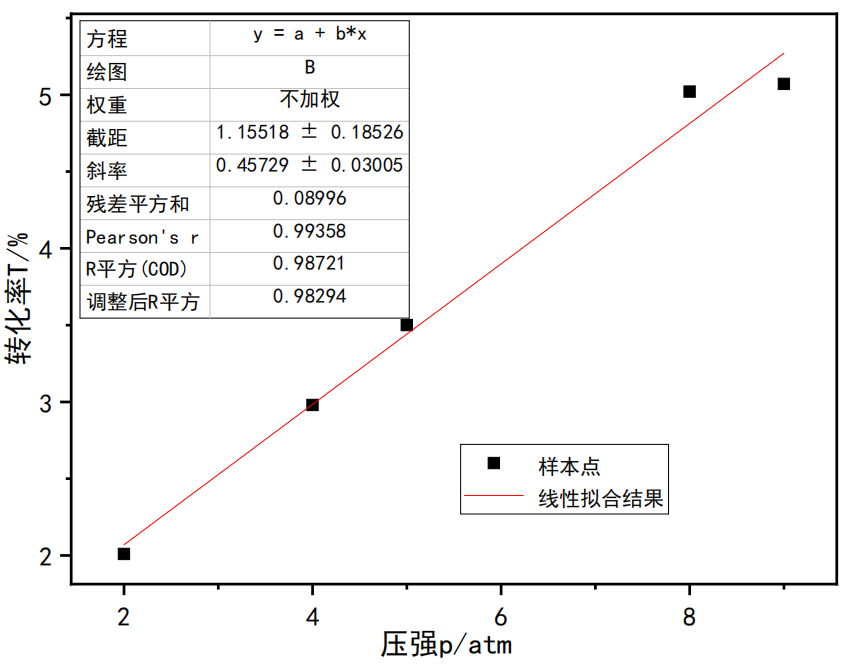 方程 y = a + b*x
绘图 B
权重 不加权
截距 1.15518 ± 0.18526
斜率 0.45729 ± 0.03005
残差平方和 0.08996
Pearson's r 0.99358
R平方(COD) 0.98721
调整后R平方 0.98294
5
4
3
2
转化率T/%
样本点
线性拟合结果
2 4 6 8
压强p/atm